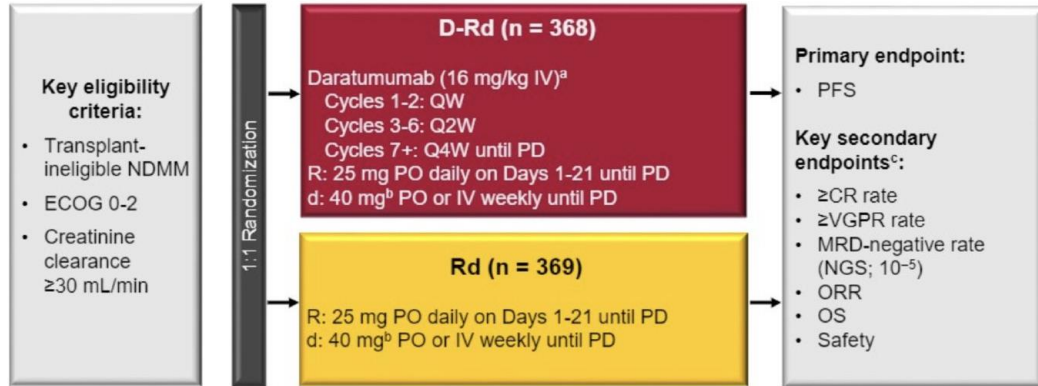 Key eligibility
criteria:
• Transplant-
ineligible NDMM
• ECOG 0-2
• Creatinine
clearance
≥30 mL/min
1:1 Randomization
D-Rd (n = 368)
Daratumumab (16 mg/kg IV)ᵃ
Cycles 1-2: QW
Cycles 3-6: Q2W
Cycles 7+: Q4W until PD
R: 25 mg PO daily on Days 1-21 until PD
d: 40 mgᵇ PO or IV weekly until PD
Rd (n = 369)
R: 25 mg PO daily on Days 1-21 until PD
d: 40 mgᵇ PO or IV weekly until PD
Primary endpoint:
• PFS
Key secondary
endpointsᶜ:
• ≥CR rate
• ≥VGPR rate
• MRD-negative rate
(NGS; 10⁻⁵)
• ORR
• OS
• Safety